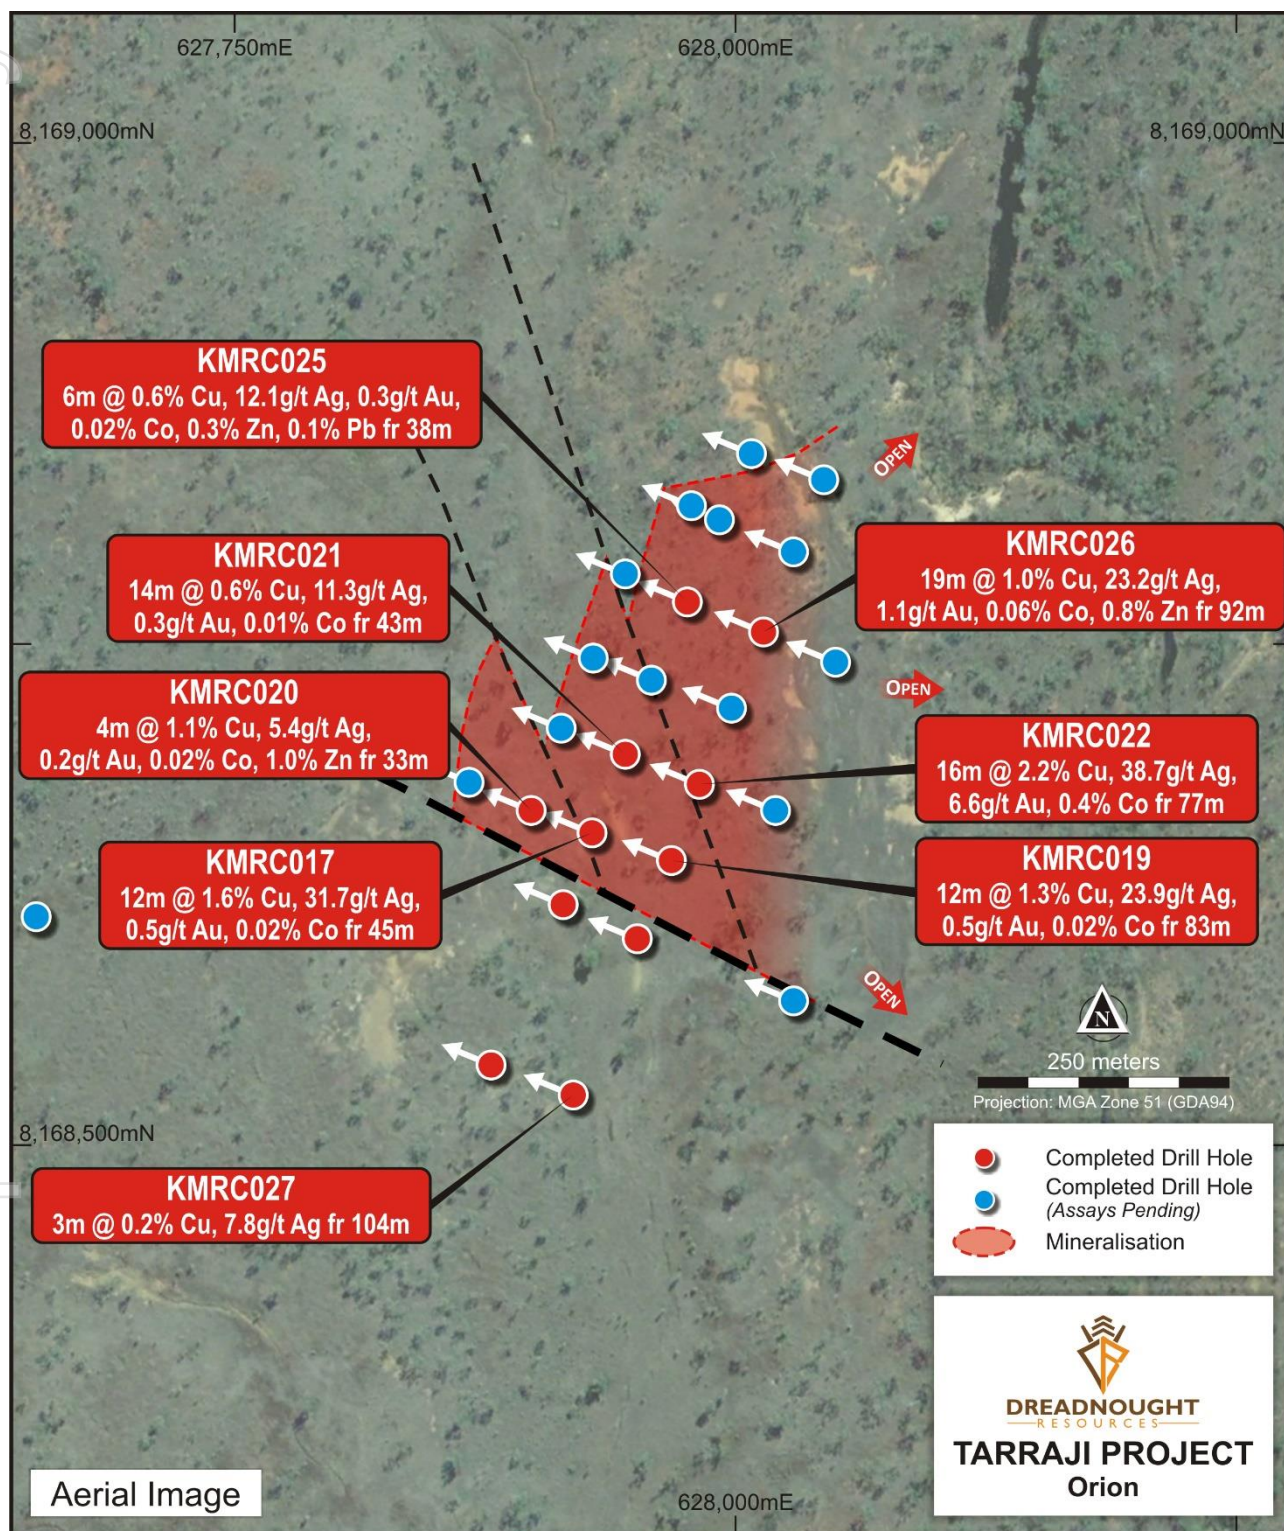 627,750mE
628,000mE
8,169,000mN
8,169,000mN
KMRC025
6m @ 0.6% Cu, 12.1g/t Ag, 0.3g/t Au,
0.02% Co, 0.3% Zn, 0.1% Pb fr 38m
OPEN
KMRC021
14m @ 0.6% Cu, 11.3g/t Ag,
0.3g/t Au, 0.01% Co fr 43m
KMRC026
19m @ 1.0% Cu, 23.2g/t Ag,
1.1g/t Au, 0.06% Co, 0.8% Zn fr 92m
OPEN
KMRC020
4m @ 1.1% Cu, 5.4g/t Ag,
0.2g/t Au, 0.02% Co, 1.0% Zn fr 33m
KMRC022
16m @ 2.2% Cu, 38.7g/t Ag,
6.6g/t Au, 0.4% Co fr 77m
KMRC017
12m @ 1.6% Cu, 31.7g/t Ag,
0.5g/t Au, 0.02% Co fr 45m
KMRC019
12m @ 1.3% Cu, 23.9g/t Ag,
0.5g/t Au, 0.02% Co fr 83m
OPEN
N
250 meters
Projection: MGA Zone 51 (GDA94)
8,168,500mN
KMRC027
3m @ 0.2% Cu, 7.8g/t Ag fr 104m
Completed Drill Hole
Completed Drill Hole
(Assays Pending)
Mineralisation
DREADNOUGHT
RESOURCES
TARRAJI PROJECT
Orion
Aerial Image
628,000mE